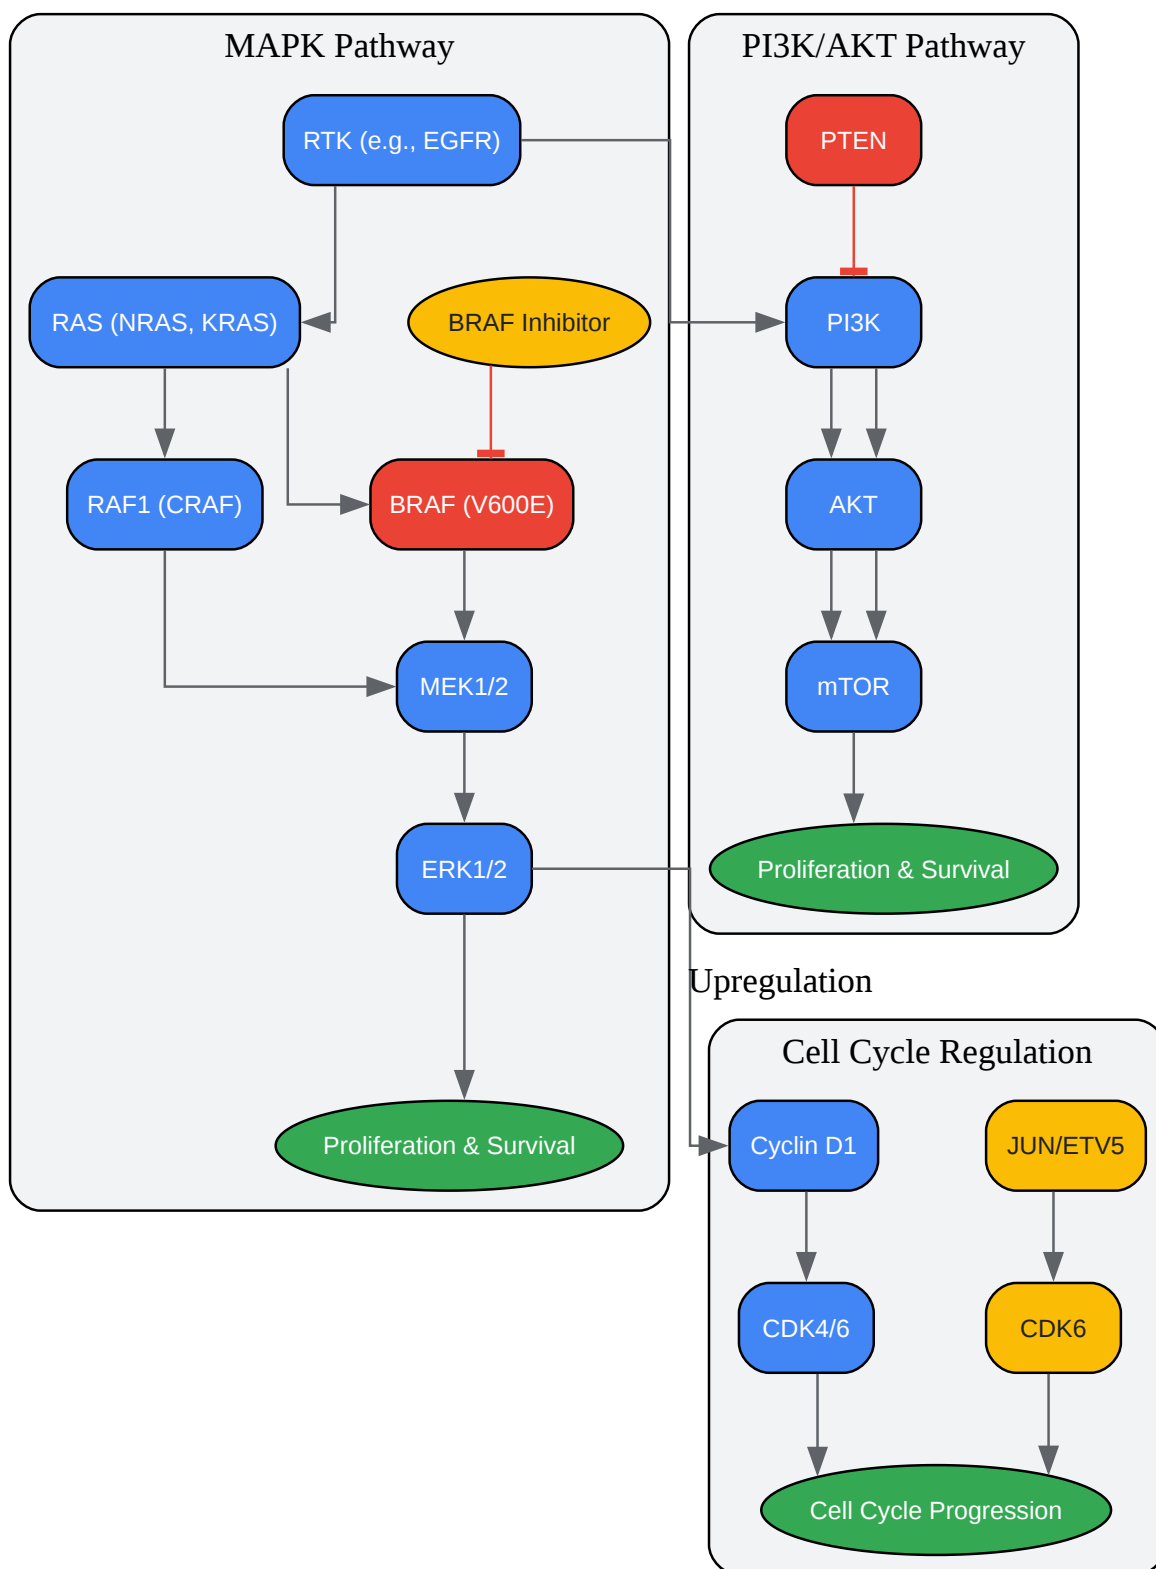 MAPK Pathway
RTK (e.g., EGFR)
RAS (NRAS, KRAS)
BRAF Inhibitor
RAF1 (CRAF)
BRAF (V600E)
MEK1/2
ERK1/2
Proliferation & Survival
PI3K/AKT Pathway
PTEN
PI3K
AKT
mTOR
Proliferation & Survival
Upregulation
Cell Cycle Regulation
Cyclin D1
JUN/ETV5
CDK4/6
CDK6
Cell Cycle Progression